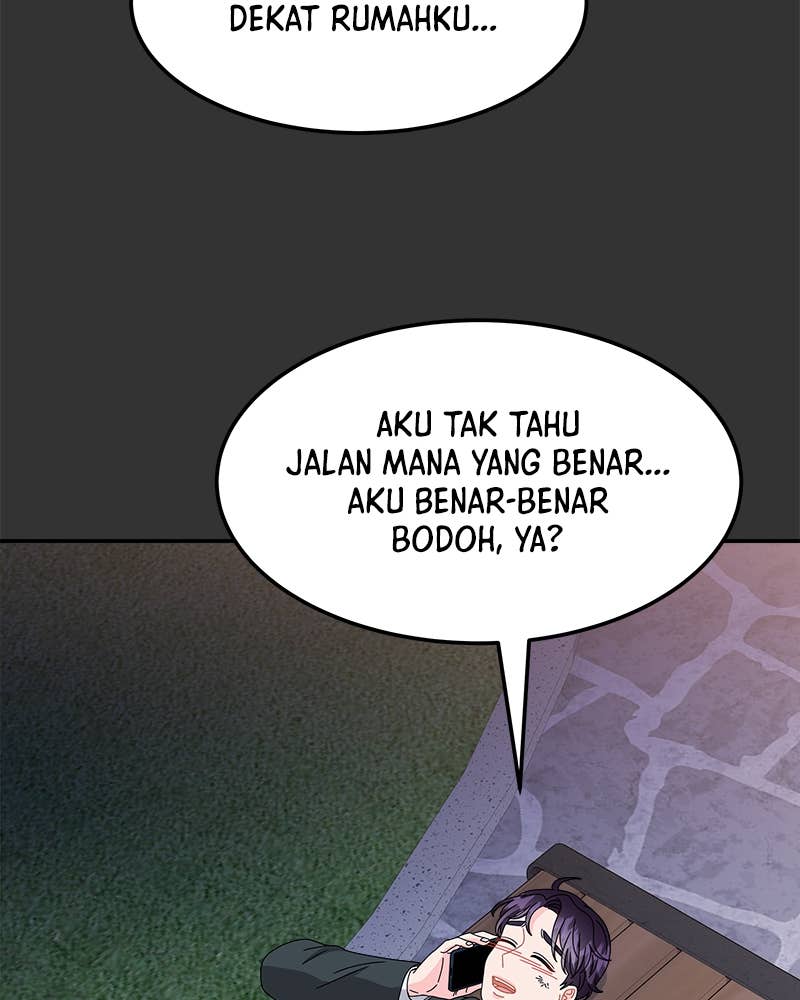 DEKAT RUMAHKU...
AKU TAK TAHU
JALAN MANA YANG BENAR...
AKU BENAR-BENAR
BODOH, YA?